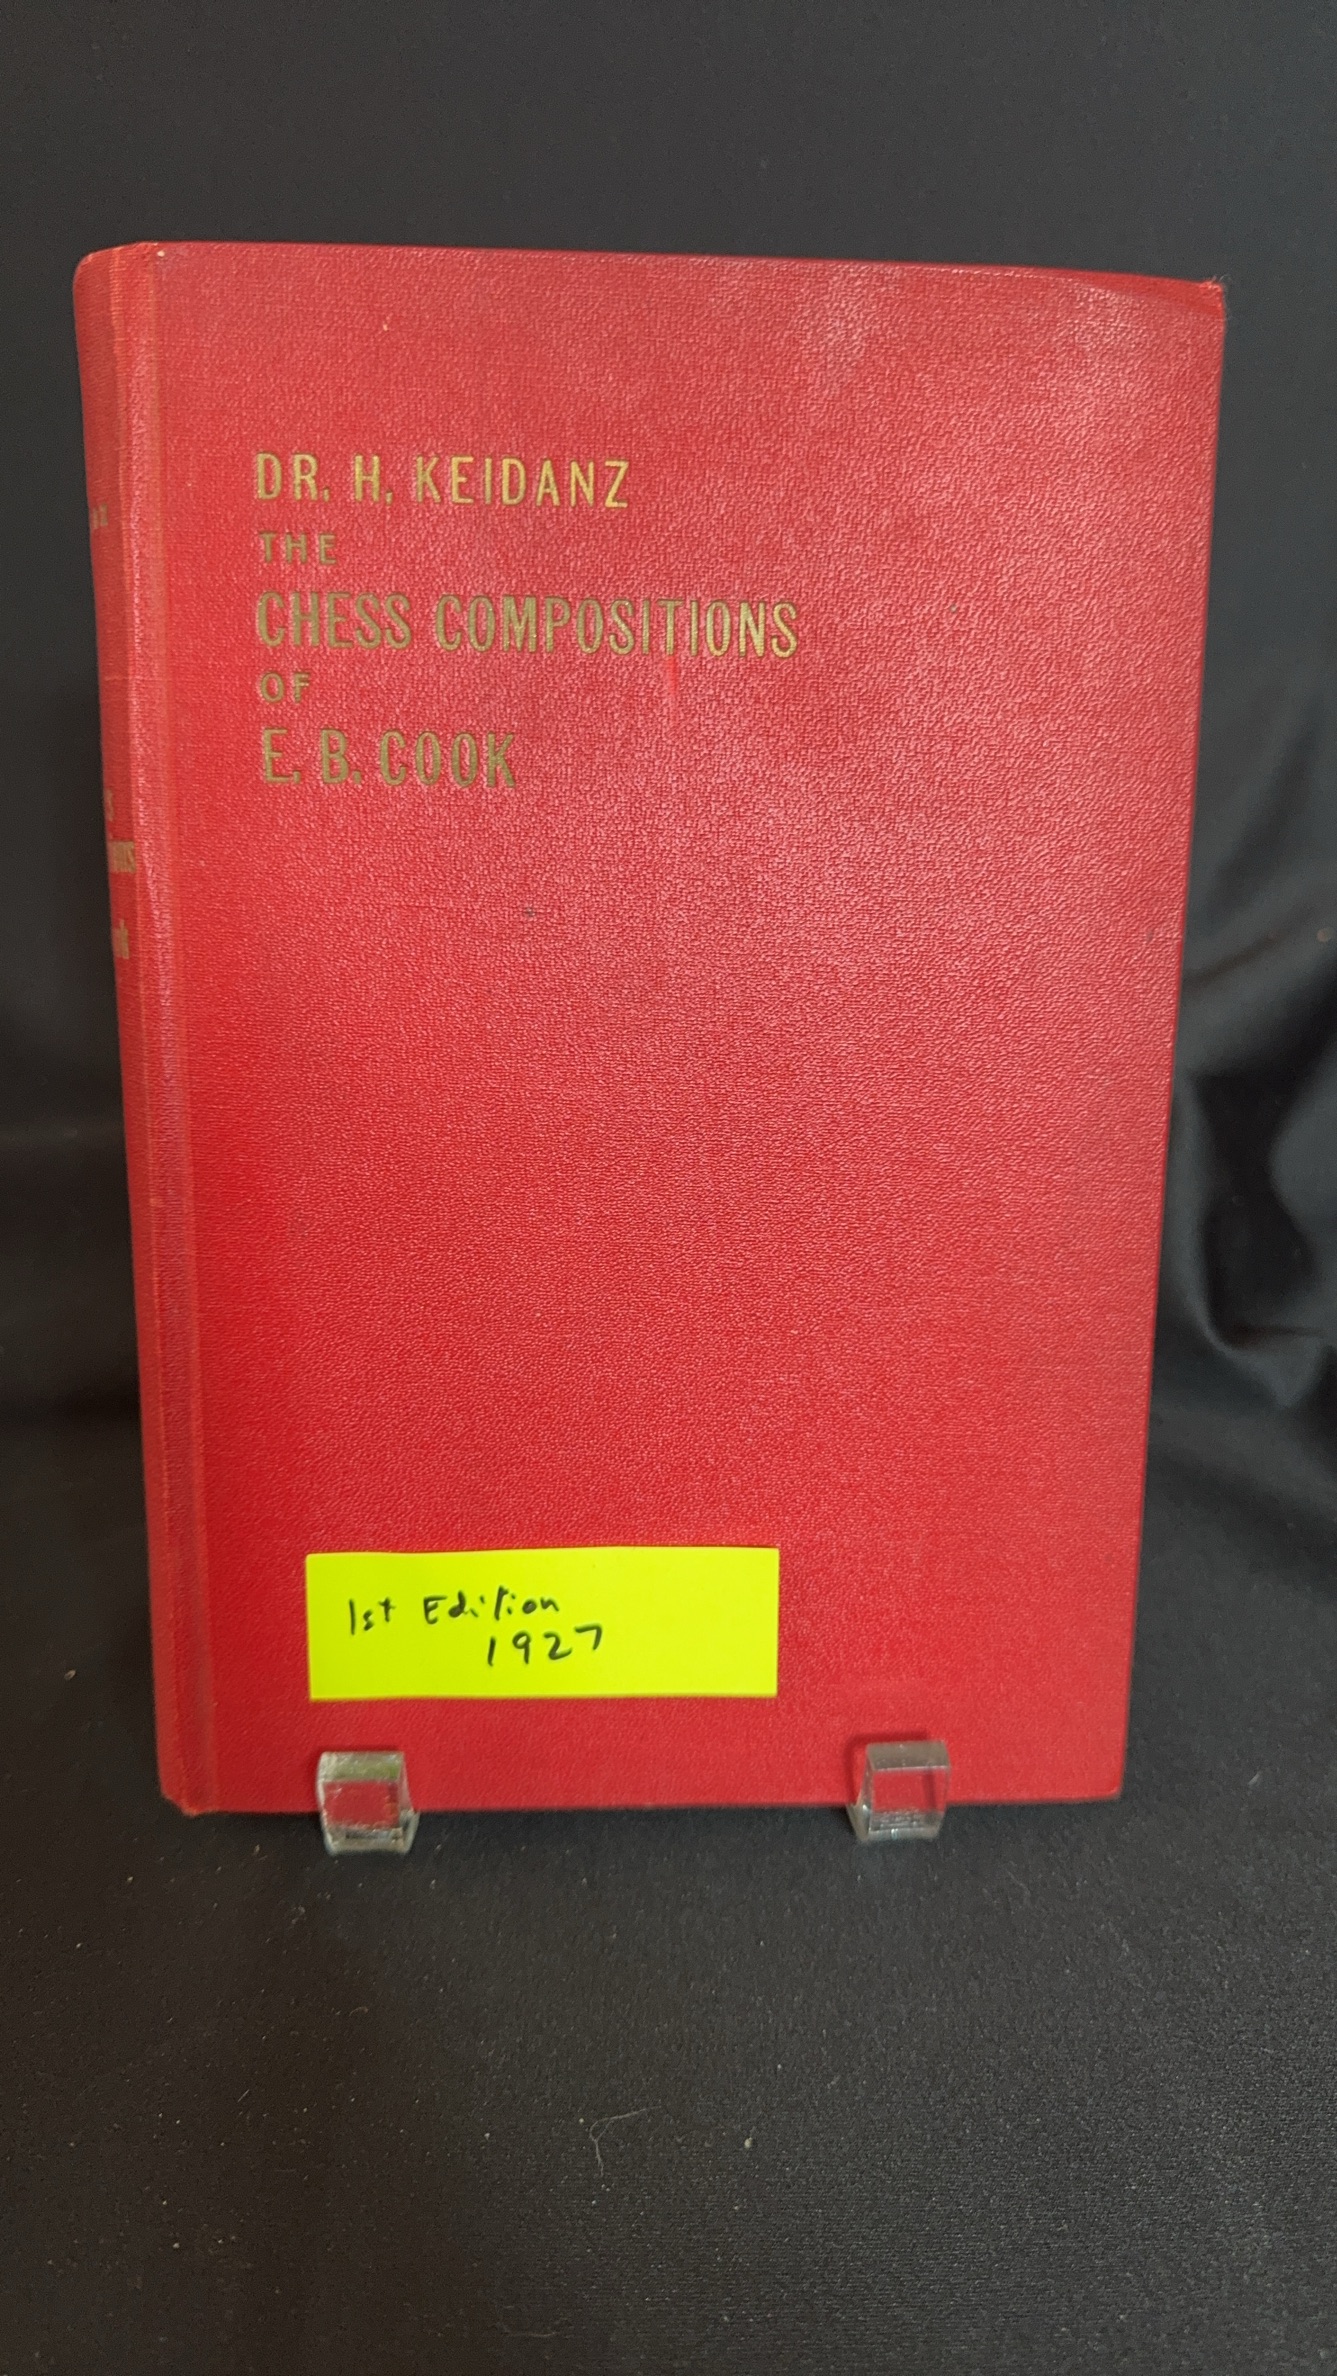 DR. H. KEIDANZ
THE
CHESS COMPOSITIONS
OF
E. B. COOK
1st Edition
1927